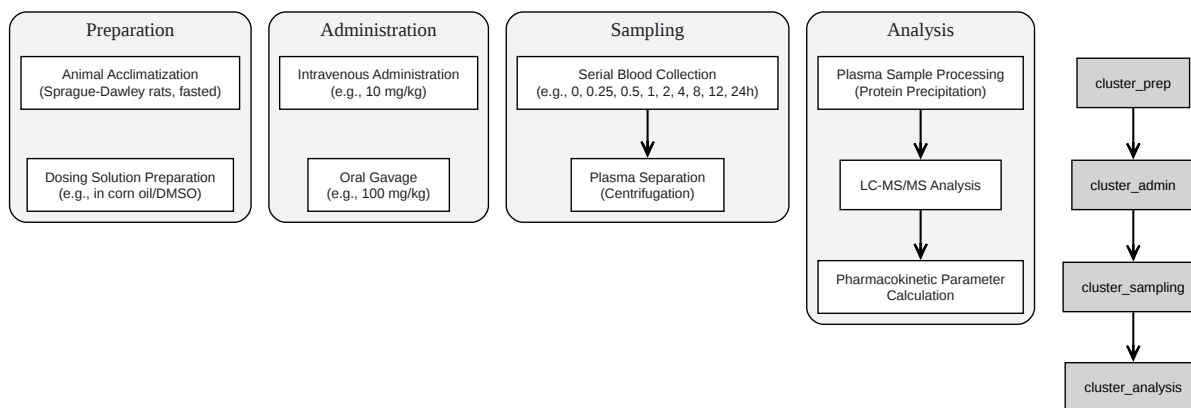 Preparation
Animal Acclimatization
(Sprague-Dawley rats, fasted)
Dosing Solution Preparation
(e.g., in corn oil/DMSO)
Administration
Intravenous Administration
(e.g., 10 mg/kg)
Oral Gavage
(e.g., 100 mg/kg)
Sampling
Serial Blood Collection
(e.g., 0, 0.25, 0.5, 1, 2, 4, 8, 12, 24h)
Plasma Separation
(Centrifugation)
Analysis
Plasma Sample Processing
(Protein Precipitation)
LC-MS/MS Analysis
Pharmacokinetic Parameter
Calculation
cluster_prep
cluster_admin
cluster_sampling
cluster_analysis